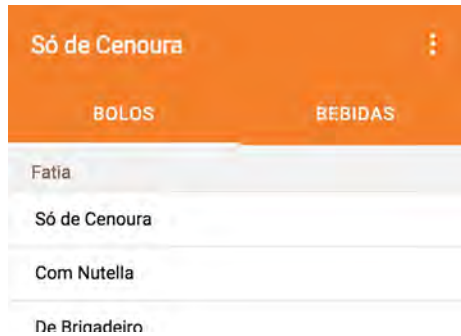 Só de Cenoura
BOLOS BEBIDAS
Fatia
Só de Cenoura
Com Nutella
De Brigadeiro